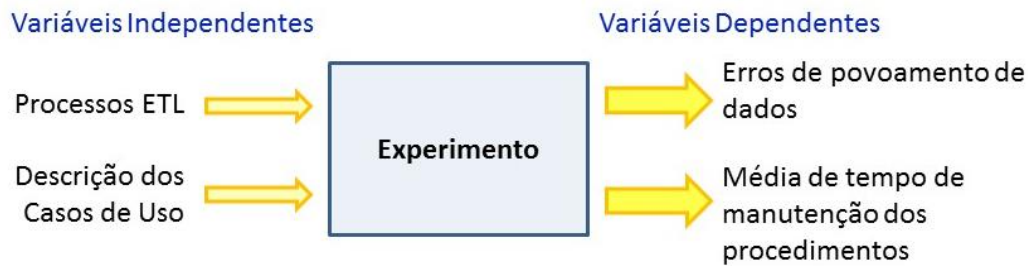 Variáveis Independentes
Variáveis Dependentes
Processos ETL
Descrição dos
Casos de Uso
Experimento
Erros de povoamento de
dados
Média de tempo de
manutenção dos
procedimentos